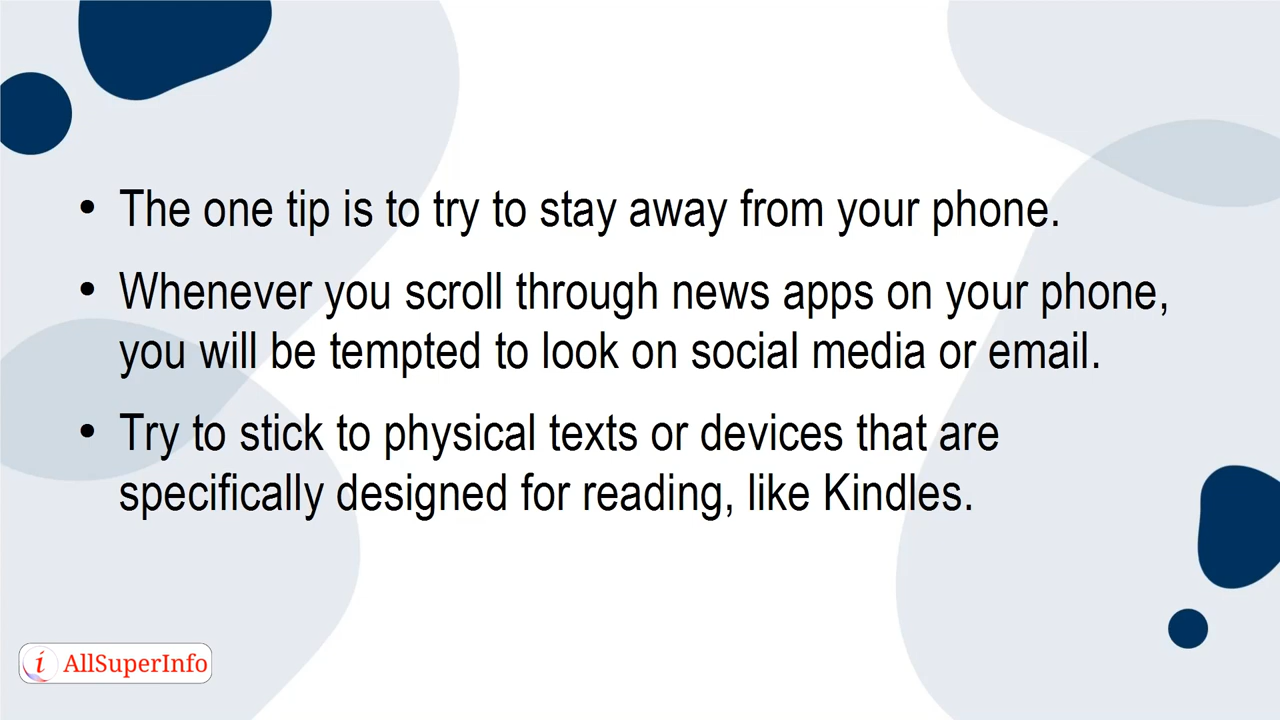 • The one tip is to try to stay away from your phone.
• Whenever you scroll through news apps on your phone,
you will be tempted to look on social media or email.
• Try to stick to physical texts or devices that are
specifically designed for reading, like Kindles.
i AllSuperInfo